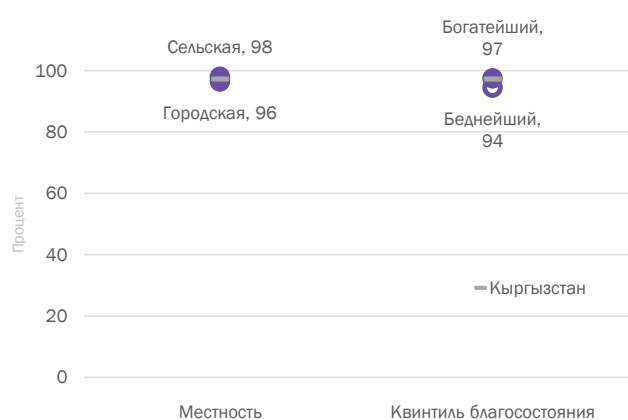 Богатейший,
97
Сельская, 98
100
Городская, 96
Беднейший,
94
80
60
Процент
40
Кыргызстан
20
0
Местность
Квинтиль благосостояния